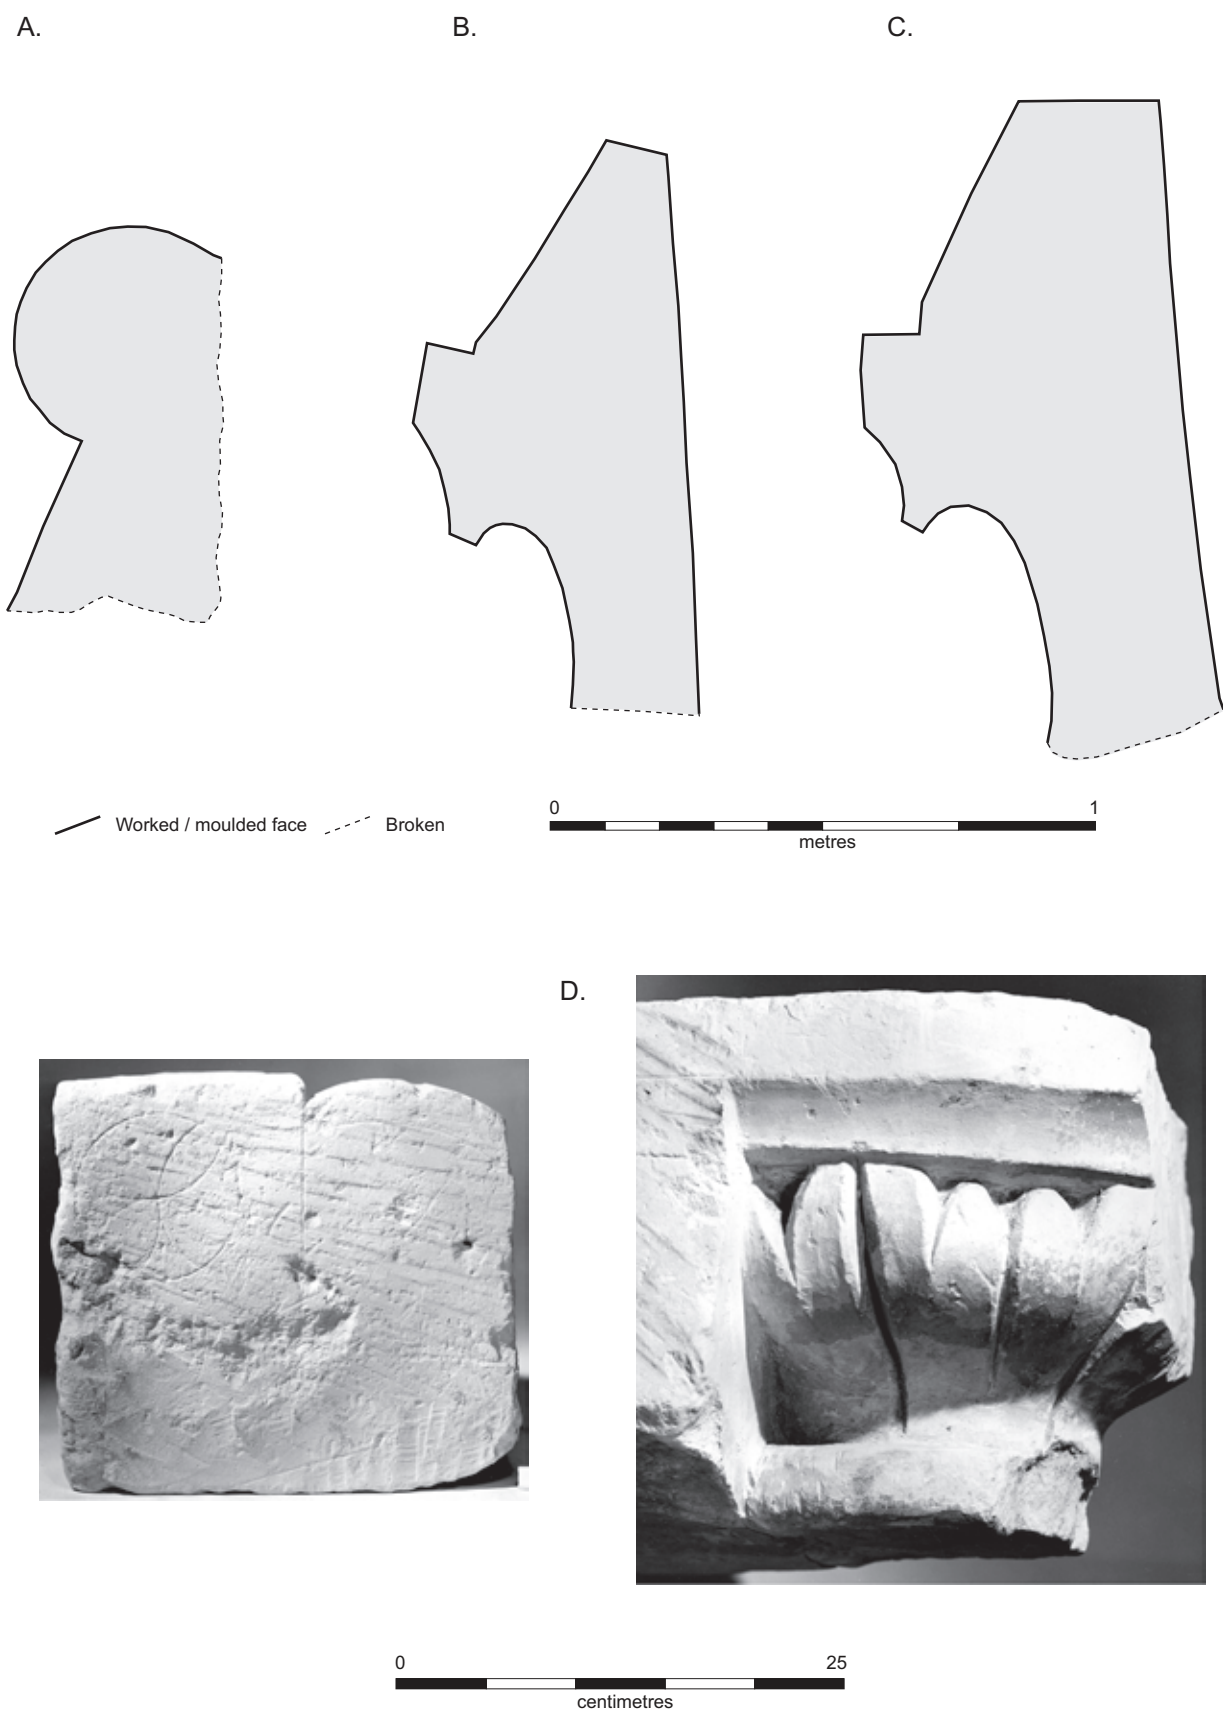 A. B. C.
Worked / moulded face Broken
0 1
metres
D.
0 25
centimetres